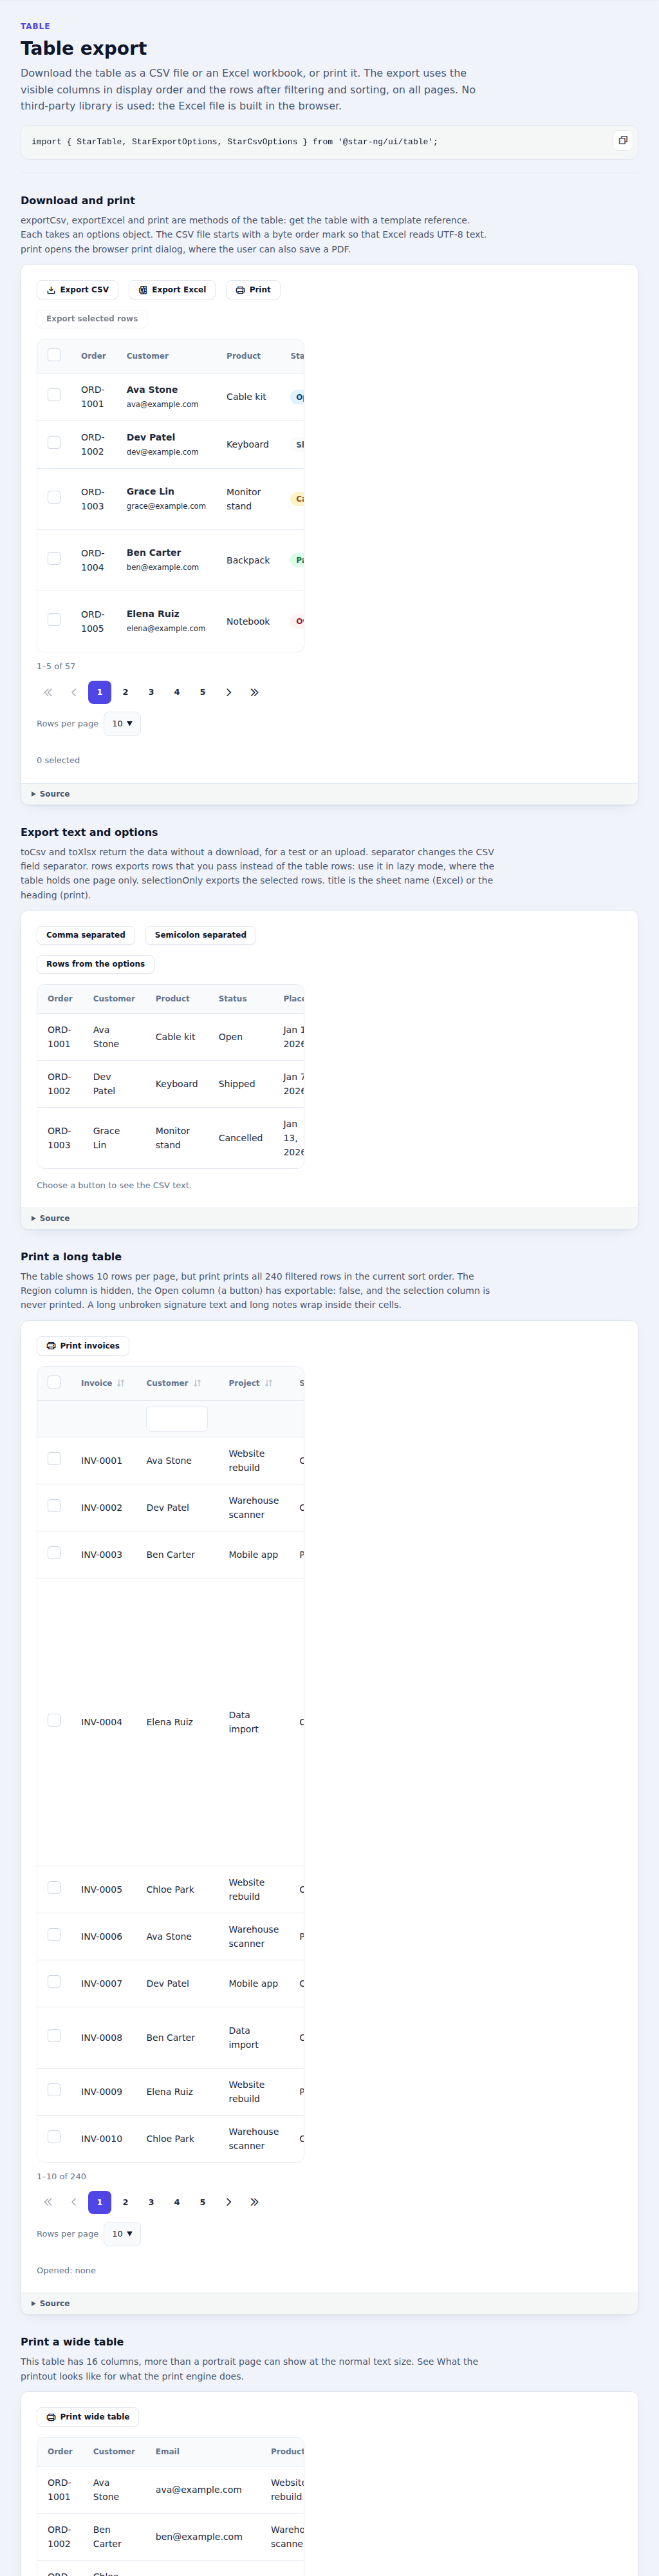 TABLE
Table export
Download the table as a CSV file or an Excel workbook, or print it. The export uses the
visible columns in display order and the rows after filtering and sorting, on all pages. No
third-party library is used: the Excel file is built in the browser.
import { StarTable, StarExportOptions, StarCsvOptions } from '@star-ng/ui/table';
Download and print
exportCsv, exportExcel and print are methods of the table: get the table with a template reference.
Each takes an options object. The CSV file starts with a byte order mark so that Excel reads UTF-8 text.
print opens the browser print dialog, where the user can also save a PDF.
Export CSV Export Excel Print
Export selected rows
Order Customer Product Sta
ORD-
1001
Ava Stone
ava@example.com
Cable kit
Op
ORD-
1002
Dev Patel
dev@example.com
Keyboard
Sh
ORD-
1003
Grace Lin
grace@example.com
Monitor
stand
Ca
ORD-
1004
Ben Carter
ben@example.com
Backpack
Pa
ORD-
1005
Elena Ruiz
elena@example.com
Notebook
Ov
1–5 of 57
1 2 3 4 5
Rows per page 10
0 selected
Source
Export text and options
toCsv and toXlsx return the data without a download, for a test or an upload. separator changes the CSV
field separator. rows exports rows that you pass instead of the table rows: use it in lazy mode, where the
table holds one page only. selectionOnly exports the selected rows. title is the sheet name (Excel) or the
heading (print).
Comma separated Semicolon separated
Rows from the options
Order Customer Product Status Place
ORD-
1001
Ava
Stone
Cable kit
Open
Jan 1
2026
ORD-
1002
Dev
Patel
Keyboard
Shipped
Jan 7
2026
ORD-
1003
Grace
Lin
Monitor
stand
Cancelled
Jan
13,
2026
Choose a button to see the CSV text.
Source
Print a long table
The table shows 10 rows per page, but print prints all 240 filtered rows in the current sort order. The
Region column is hidden, the Open column (a button) has exportable: false, and the selection column is
never printed. A long unbroken signature text and long notes wrap inside their cells.
Print invoices
Invoice Customer Project S
INV-0001 Ava Stone Website
rebuild
INV-0002 Dev Patel Warehouse
scanner
INV-0003 Ben Carter Mobile app P
INV-0004 Elena Ruiz Data
import
INV-0005 Chloe Park Website
rebuild
INV-0006 Ava Stone Warehouse
scanner
INV-0007 Dev Patel Mobile app
INV-0008 Ben Carter Data
import
INV-0009 Elena Ruiz Website
rebuild
INV-0010 Chloe Park Warehouse
scanner
1–10 of 240
1 2 3 4 5
Rows per page 10
Opened: none
Source
Print a wide table
This table has 16 columns, more than a portrait page can show at the normal text size. See What the
printout looks like for what the print engine does.
Print wide table
Order Customer Email Product
ORD-
1001
Ava
Stone
ava@example.com
Website
rebuild
ORD-
1002
Ben
Carter
ben@example.com
Wareho
scanne